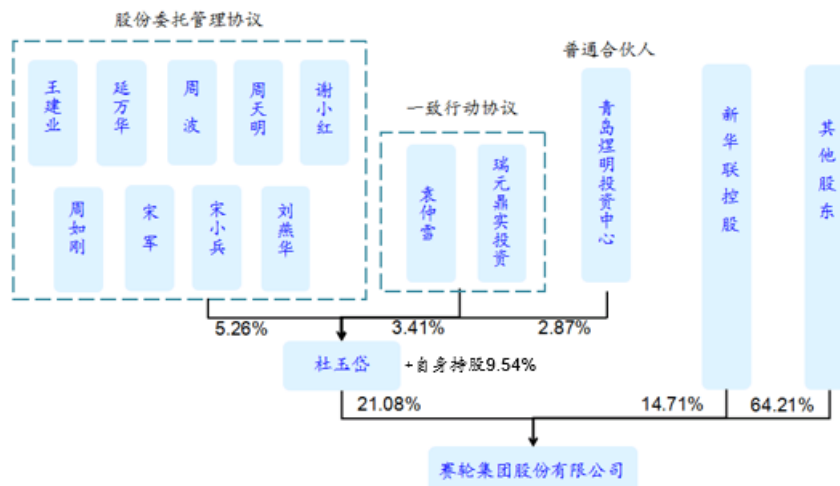 股份委托管理协议
王建业
延万华
周波
周天明
谢小红
周如刚
宋军
宋小兵
刘燕华
一致行动协议
袁仲雪
瑞元鼎实投资
普通合伙人
青岛煜明投资中心
新华联控股
其他股东
5.26%
3.41%
2.87%
杜玉岱
+自身持股9.54%
21.08%
14.71%
64.21%
赛轮集团股份有限公司